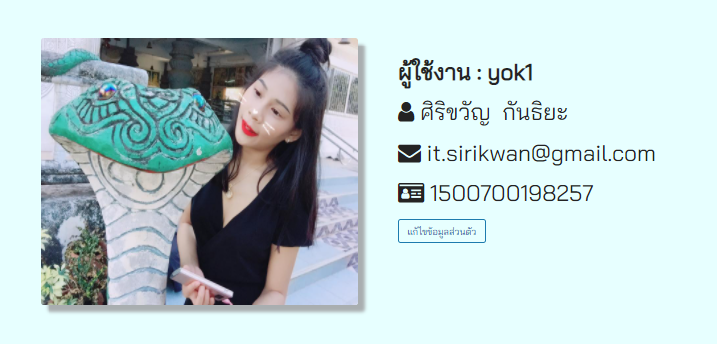 ผู้ใช้งาน : yok1
ศิริขวัญ กันธิยะ
it.sirikwan@gmail.com
1500700198257
แก้ไขข้อมูลส่วนตัว